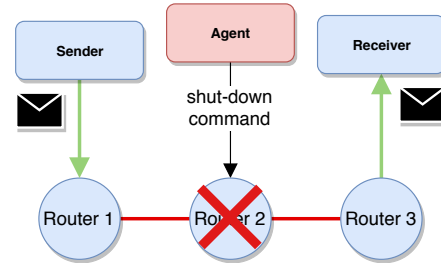 Sender
Agent
Receiver
shut-down
command
Router 1
Router 2
Router 3